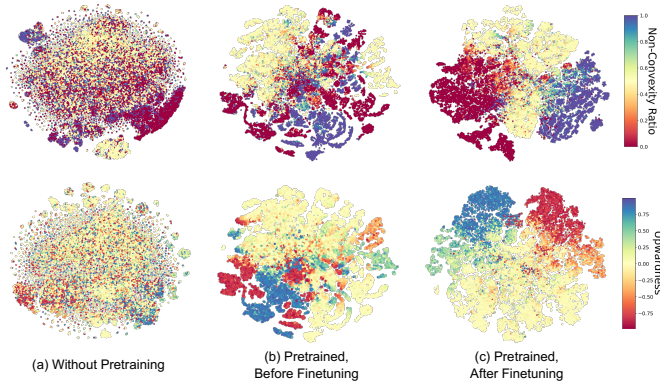 1.0
0.8
0.6
0.4
0.2
0.0
Non-Convexity Ratio
0.75
0.50
0.25
0.00
-0.25
-0.50
-0.75
Upwardness
(a) Without Pretraining
(b) Pretrained,
Before Finetuning
(c) Pretrained,
After Finetuning